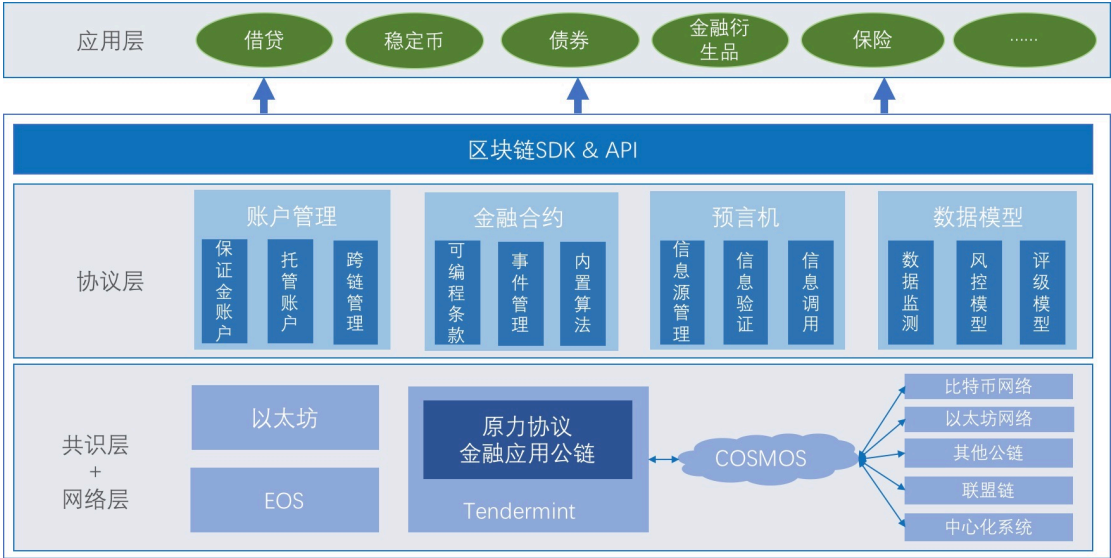 应用层
借贷
稳定币
债券
金融衍
生品
保险
……
区块链SDK & API
协议层
账户管理
保证金账户
托管账户
跨链管理
金融合约
可编程条款
事件管理
内置算法
预言机
信息源管理
信息验证
信息调用
数据模型
数据监测
风控模型
评级模型
共识层
+
网络层
以太坊
EOS
原力协议
金融应用公链
Tendermint
COSMOS
比特币网络
以太坊网络
其他公链
联盟链
中心化系统